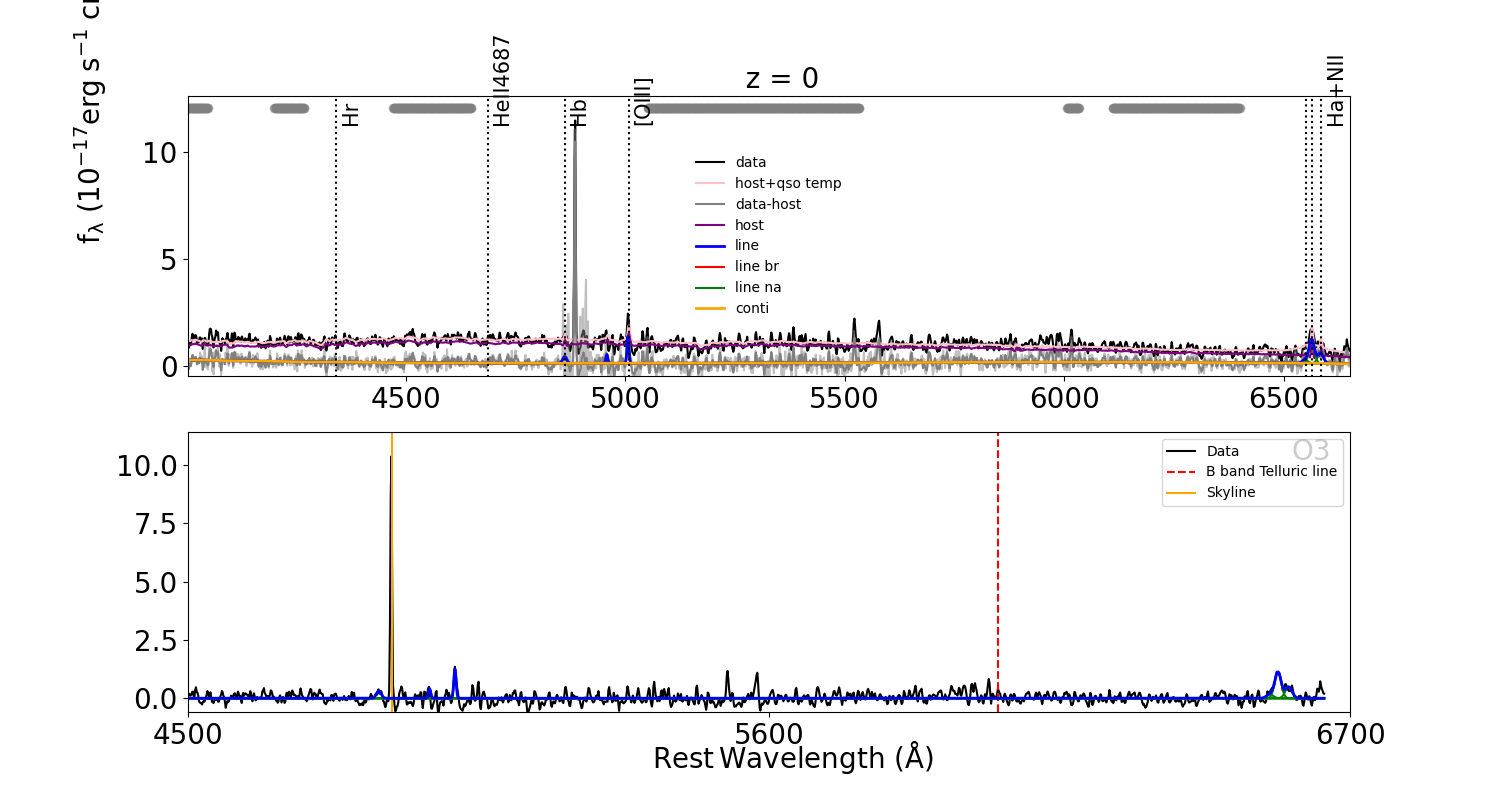 z = 0
fλ (10−17erg s−1 c
Hr
HeII4687
Hb
[OIII]
Ha+NII
10
5
0
data
host+qso temp
data-host
host
line
line br
line na
conti
4500
5000
5500
6000
6500
O3
Data
B band Telluric line
Skyline
10.0
7.5
5.0
2.5
0.0
4500
5600
6700
Rest Wavelength (Å)